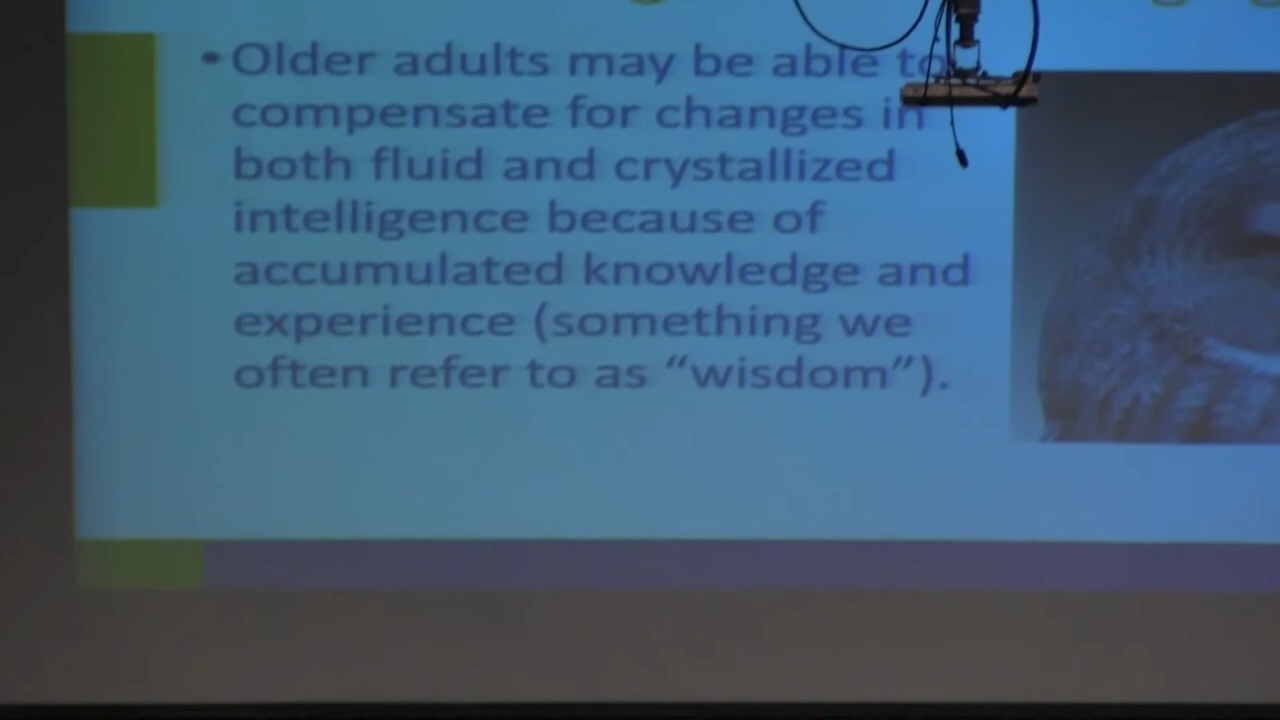 • Older adults may be able to
compensate for changes in
both fluid and crystallized
intelligence because of
accumulated knowledge and
experience (something we
often refer to as “wisdom”).